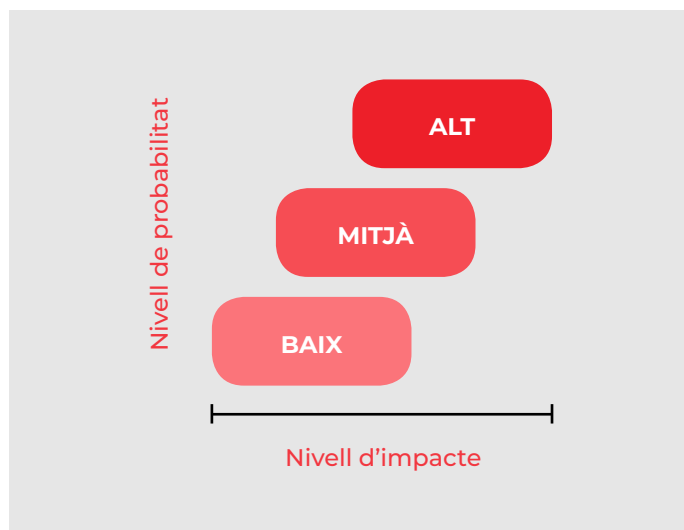 Nivell de probabilitat
ALT
MITJÀ
BAIX
Nivell d’impacte